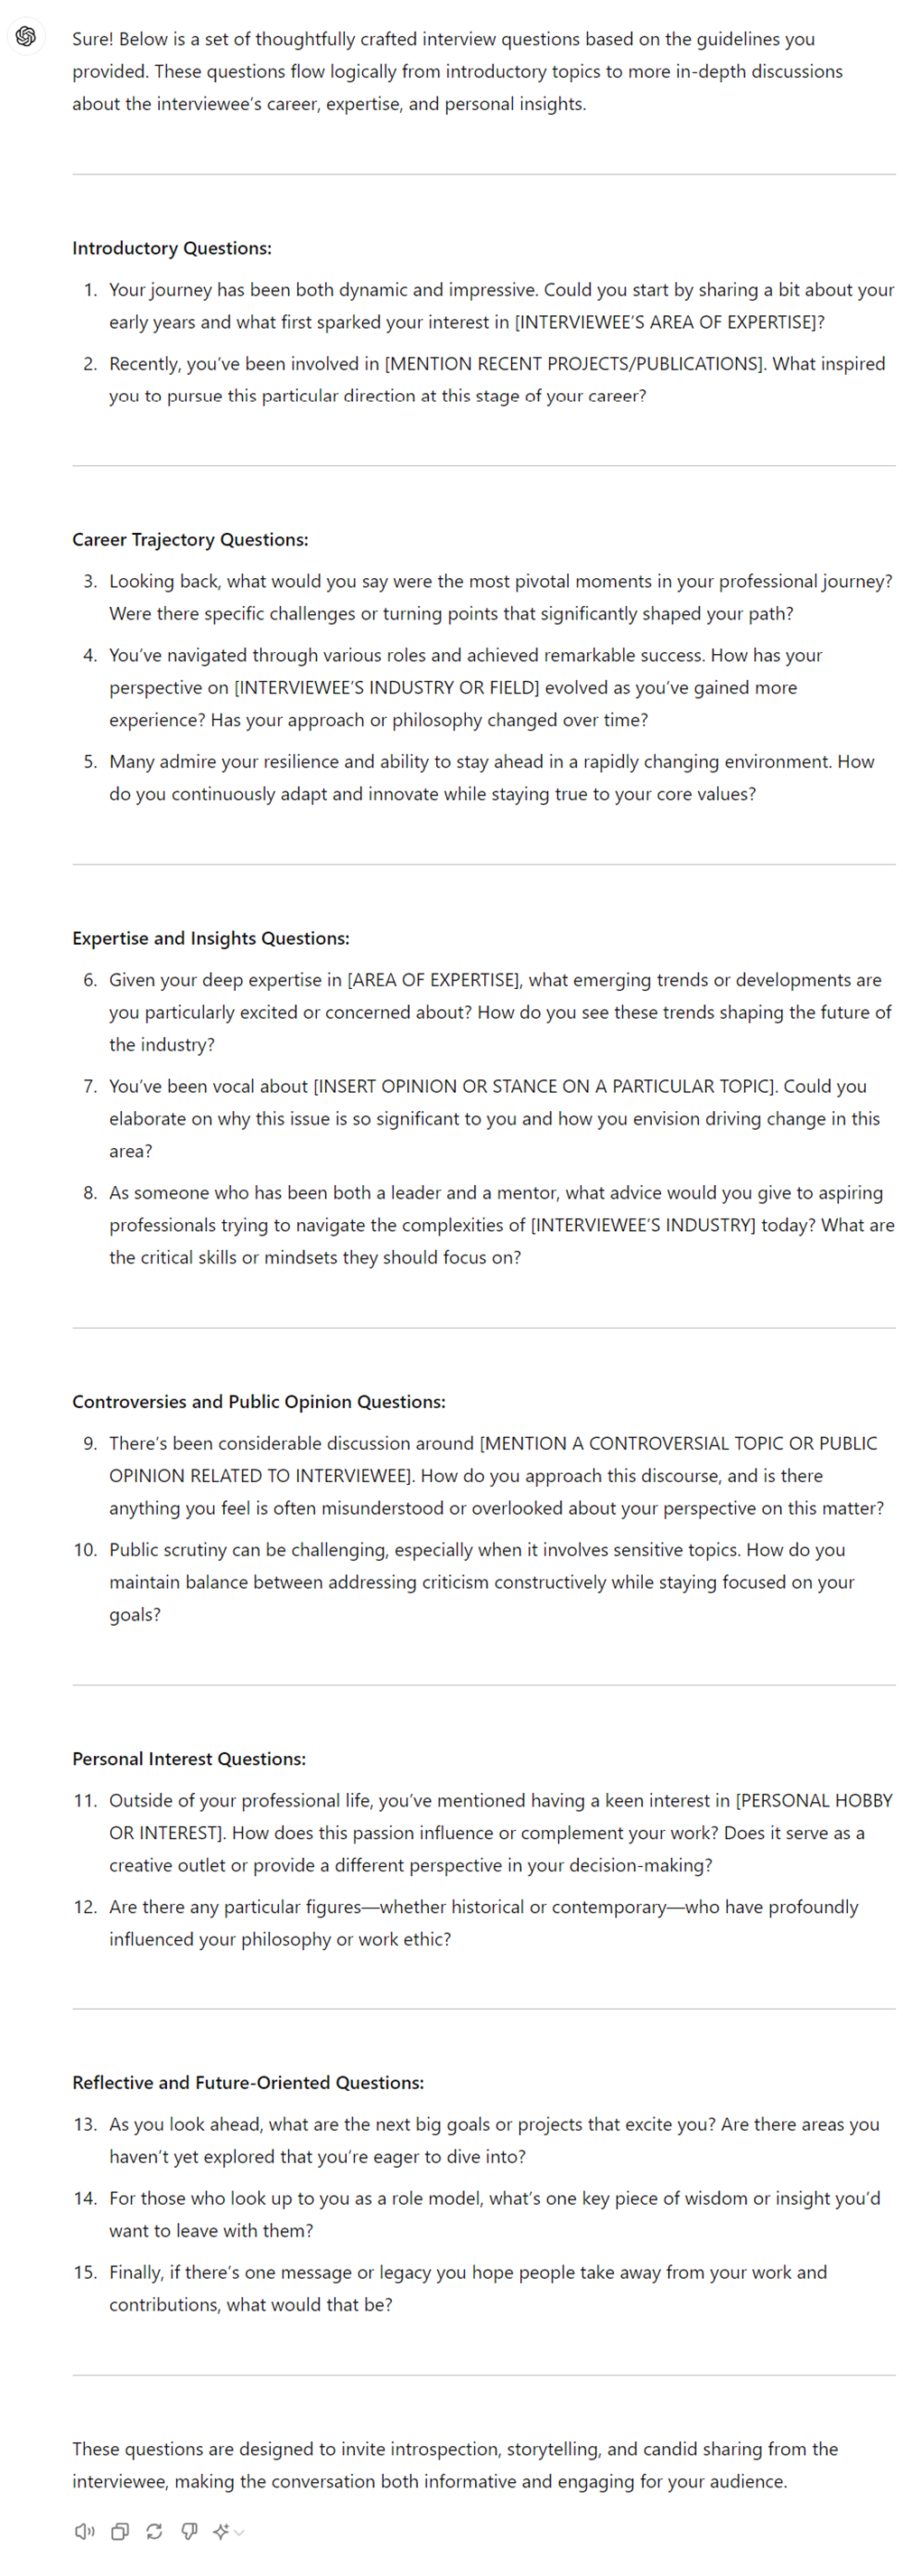 Sure! Below is a set of thoughtfully crafted interview questions based on the guidelines you
provided. These questions flow logically from introductory topics to more in-depth discussions
about the interviewee’s career, expertise, and personal insights.
Introductory Questions:
1. Your journey has been both dynamic and impressive. Could you start by sharing a bit about your
early years and what first sparked your interest in [INTERVIEWEE’S AREA OF EXPERTISE]?
2. Recently, you’ve been involved in [MENTION RECENT PROJECTS/PUBLICATIONS]. What inspired
you to pursue this particular direction at this stage of your career?
Career Trajectory Questions:
3. Looking back, what would you say were the most pivotal moments in your professional journey?
Were there specific challenges or turning points that significantly shaped your path?
4. You’ve navigated through various roles and achieved remarkable success. How has your
perspective on [INTERVIEWEE’S INDUSTRY OR FIELD] evolved as you’ve gained more
experience? Has your approach or philosophy changed over time?
5. Many admire your resilience and ability to stay ahead in a rapidly changing environment. How
do you continuously adapt and innovate while staying true to your core values?
Expertise and Insights Questions:
6. Given your deep expertise in [AREA OF EXPERTISE], what emerging trends or developments are
you particularly excited or concerned about? How do you see these trends shaping the future of
the industry?
7. You’ve been vocal about [INSERT OPINION OR STANCE ON A PARTICULAR TOPIC]. Could you
elaborate on why this issue is so significant to you and how you envision driving change in this
area?
8. As someone who has been both a leader and a mentor, what advice would you give to aspiring
professionals trying to navigate the complexities of [INTERVIEWEE’S INDUSTRY] today? What are
the critical skills or mindsets they should focus on?
Controversies and Public Opinion Questions:
9. There’s been considerable discussion around [MENTION A CONTROVERSIAL TOPIC OR PUBLIC
OPINION RELATED TO INTERVIEWEE]. How do you approach this discourse, and is there
anything you feel is often misunderstood or overlooked about your perspective on this matter?
10. Public scrutiny can be challenging, especially when it involves sensitive topics. How do you
maintain balance between addressing criticism constructively while staying focused on your
goals?
Personal Interest Questions:
11. Outside of your professional life, you’ve mentioned having a keen interest in [PERSONAL HOBBY
OR INTEREST]. How does this passion influence or complement your work? Does it serve as a
creative outlet or provide a different perspective in your decision-making?
12. Are there any particular figures—whether historical or contemporary—who have profoundly
influenced your philosophy or work ethic?
Reflective and Future-Oriented Questions:
13. As you look ahead, what are the next big goals or projects that excite you? Are there areas you
haven’t yet explored that you’re eager to dive into?
14. For those who look up to you as a role model, what’s one key piece of wisdom or insight you’d
want to leave with them?
15. Finally, if there’s one message or legacy you hope people take away from your work and
contributions, what would that be?
These questions are designed to invite introspection, storytelling, and candid sharing from the
interviewee, making the conversation both informative and engaging for your audience.